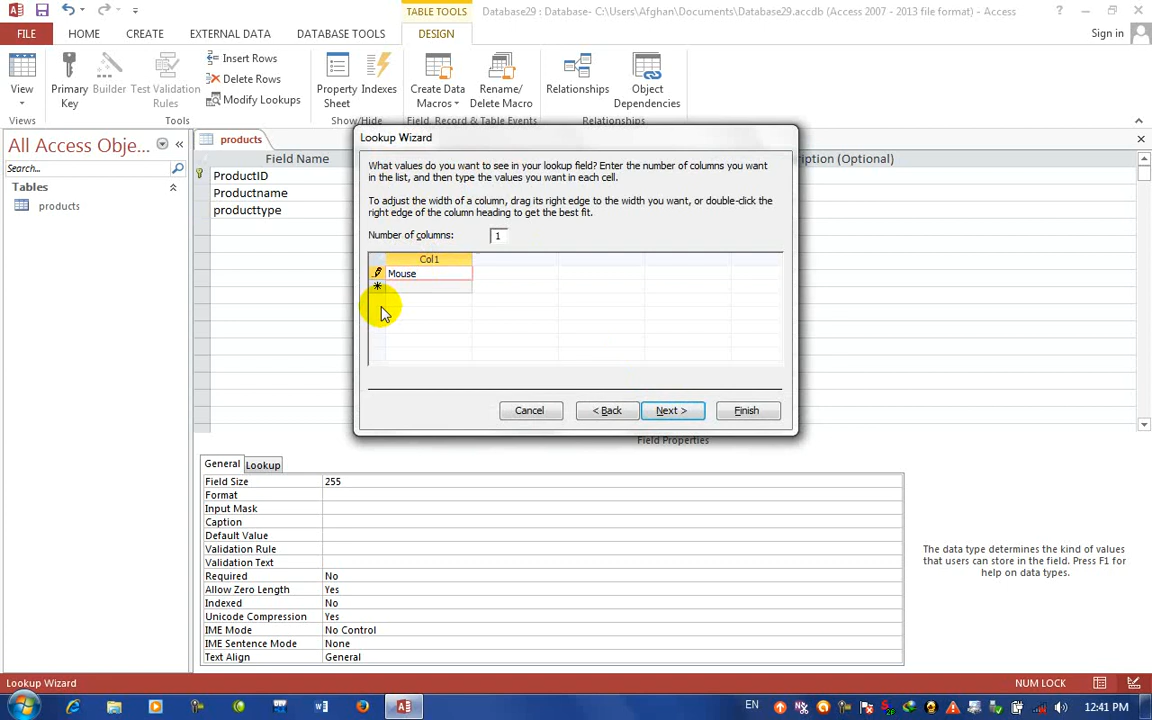 TABLE TOOLS
Database29 : Database- C:\Users\Afghan\Documents\Database29.accdb (Access 2007 - 2013 file format) - Access
FILE
HOME
CREATE
EXTERNAL DATA
DATABASE TOOLS
DESIGN
Sign in
View
Primary Key
Builder
Test Validation Rules
Insert Rows
Delete Rows
Modify Lookups
Property Sheet
Indexes
Create Data Macros
Rename/ Delete Macro
Relationships
Object Dependencies
Views
Tools
Show/Hide
Field, Record & Table Events
Relationships
All Access Obje...
Search...
Tables
products
products
Field Name
ription (Optional)
ProductID
Productname
producttype
Lookup Wizard
What values do you want to see in your lookup field? Enter the number of columns you want
in the list, and then type the values you want in each cell.
To adjust the width of a column, drag its right edge to the width you want, or double-click the
right edge of the column heading to get the best fit.
Number of columns: 1
Col1
Mouse
Cancel
< Back
Next >
Finish
Field Properties
General
Lookup
Field Size 255
Format
Input Mask
Caption
Default Value
Validation Rule
Validation Text
Required No
Allow Zero Length Yes
Indexed No
Unicode Compression Yes
IME Mode No Control
IME Sentence Mode None
Text Align General
The data type determines the kind of values
that users can store in the field. Press F1 for
help on data types.
Lookup Wizard
NUM LOCK
EN
12:41 PM